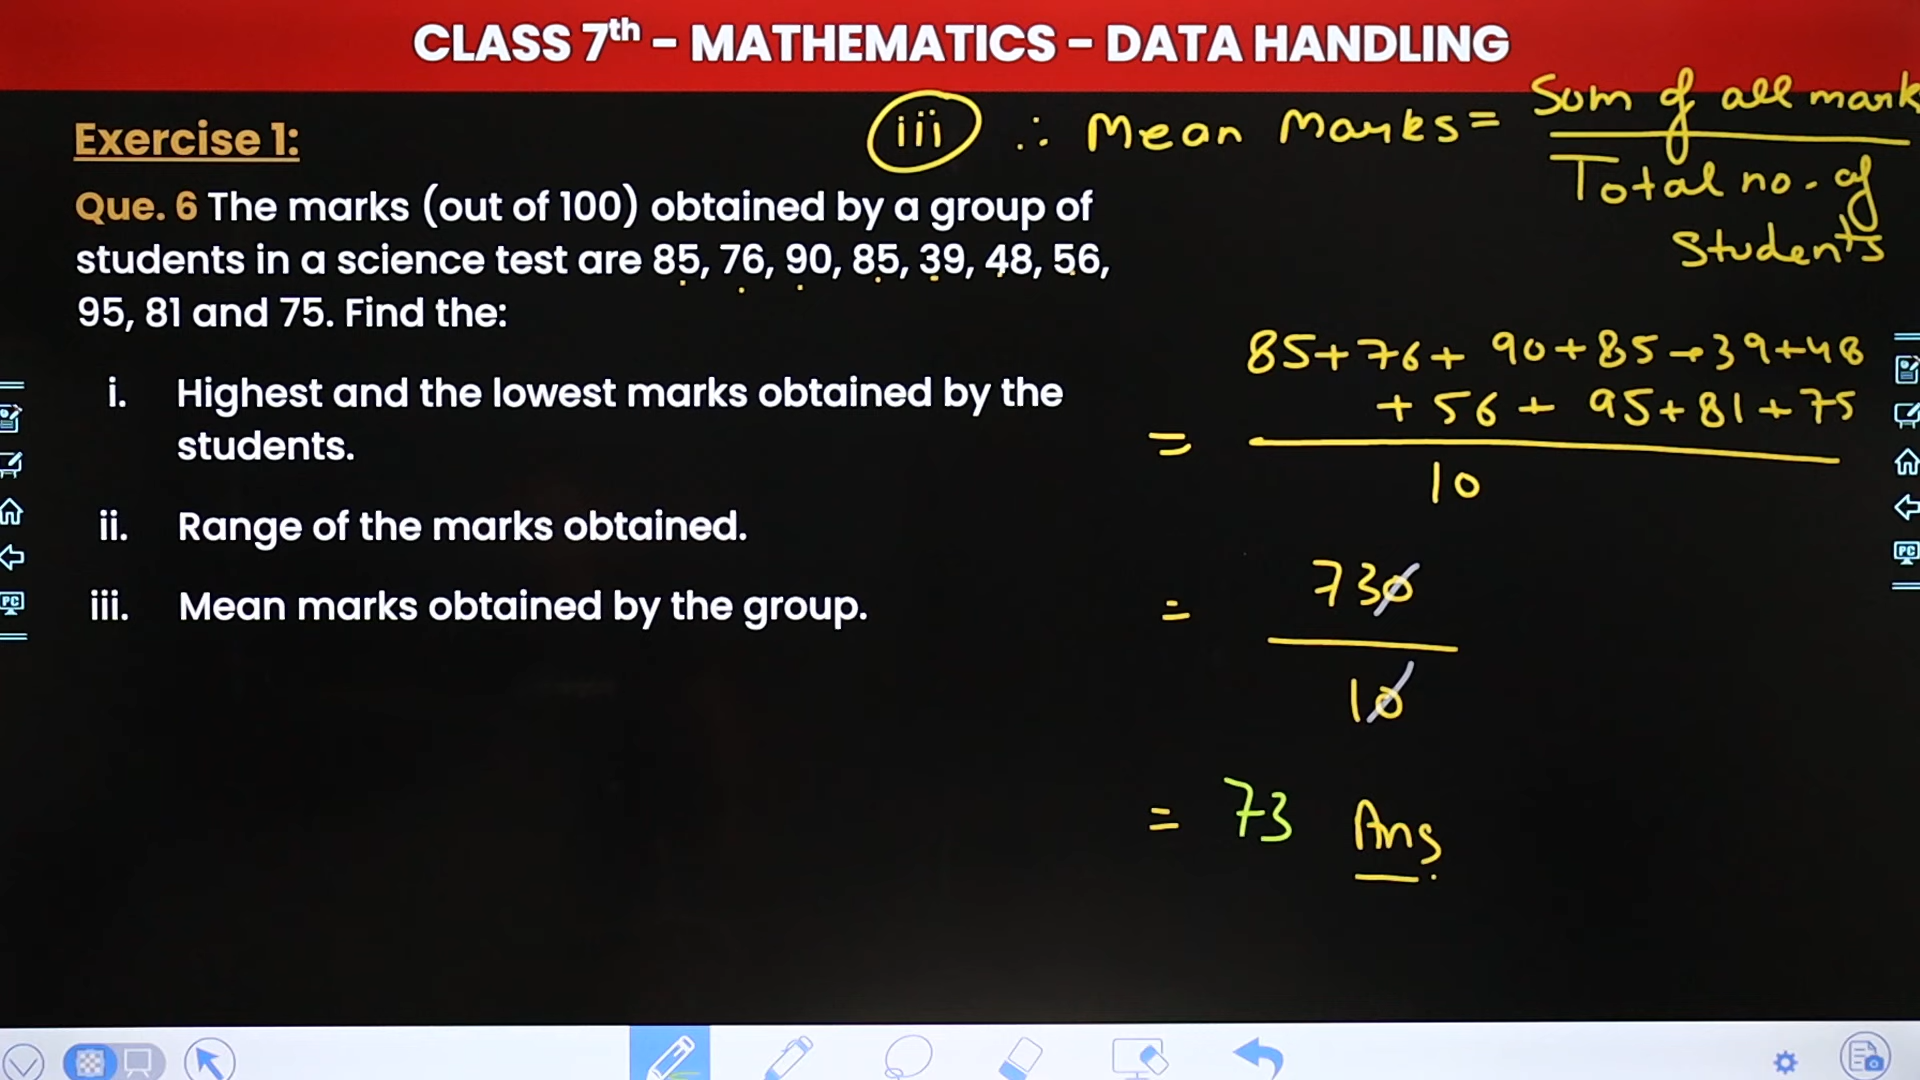 CLASS 7th - MATHEMATICS - DATA HANDLING
Exercise 1:
Que. 6 The marks (out of 100) obtained by a group of
students in a science test are 85, 76, 90, 85, 39, 48, 56,
95, 81 and 75. Find the:
i. Highest and the lowest marks obtained by the
students.
ii. Range of the marks obtained.
iii. Mean marks obtained by the group.
iii ∴ Mean Marks = Sum of all mark
Total no. of
Students
85+76+ 90+85+39+48
+ 56 + 95+81+75
=
10
= 730
10
= 73 Ans.
PC
PC